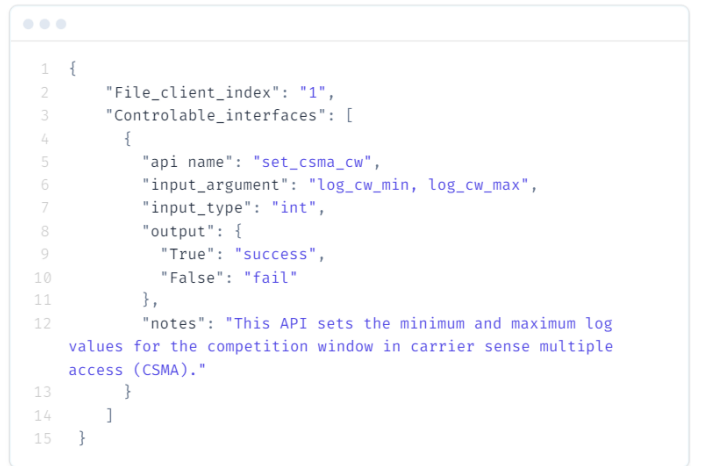 1 {
2 "File_client_index": "1",
3 "Controlable_interfaces": [
4 {
5 "api name": "set_csma_cw",
6 "input_argument": "log_cw_min, log_cw_max",
7 "input_type": "int",
8 "output": {
9 "True": "success",
10 "False": "fail"
11 },
12 "notes": "This API sets the minimum and maximum log
values for the competition window in carrier sense multiple
access (CSMA)."
13 }
14 ]
15 }